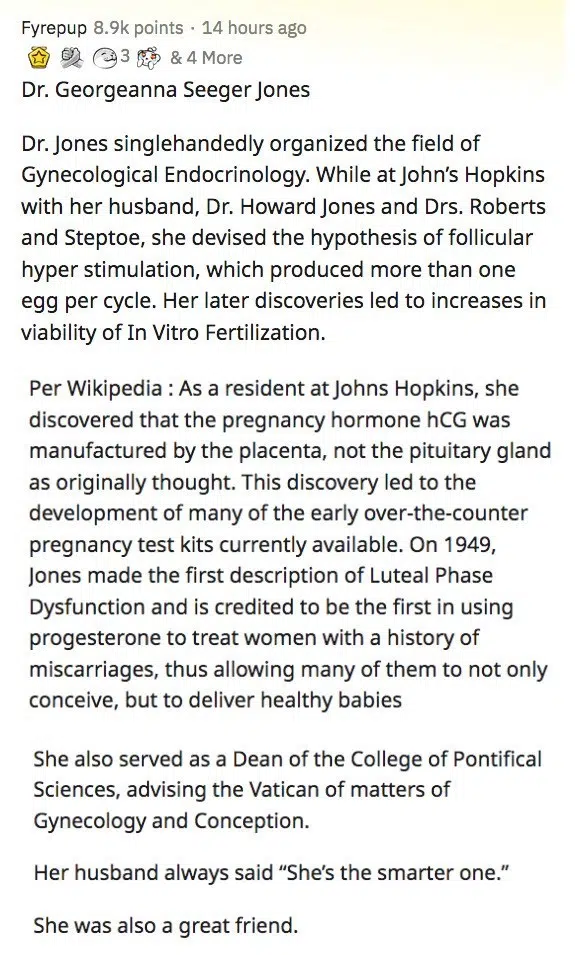 Fyrepup 8.9k points · 14 hours ago
3 & 4 More
Dr. Georgeanna Seeger Jones
Dr. Jones singlehandedly organized the field of
Gynecological Endocrinology. While at John's Hopkins
with her husband, Dr. Howard Jones and Drs. Roberts
and Steptoe, she devised the hypothesis of follicular
hyper stimulation, which produced more than one
egg per cycle. Her later discoveries led to increases in
viability of In Vitro Fertilization.
Per Wikipedia : As a resident at Johns Hopkins, she
discovered that the pregnancy hormone hCG was
manufactured by the placenta, not the pituitary gland
as originally thought. This discovery led to the
development of many of the early over-the-counter
pregnancy test kits currently available. On 1949,
Jones made the first description of Luteal Phase
Dysfunction and is credited to be the first in using
progesterone to treat women with a history of
miscarriages, thus allowing many of them to not only
conceive, but to deliver healthy babies
She also served as a Dean of the College of Pontifical
Sciences, advising the Vatican of matters of
Gynecology and Conception.
Her husband always said “She's the smarter one.”
She was also a great friend.